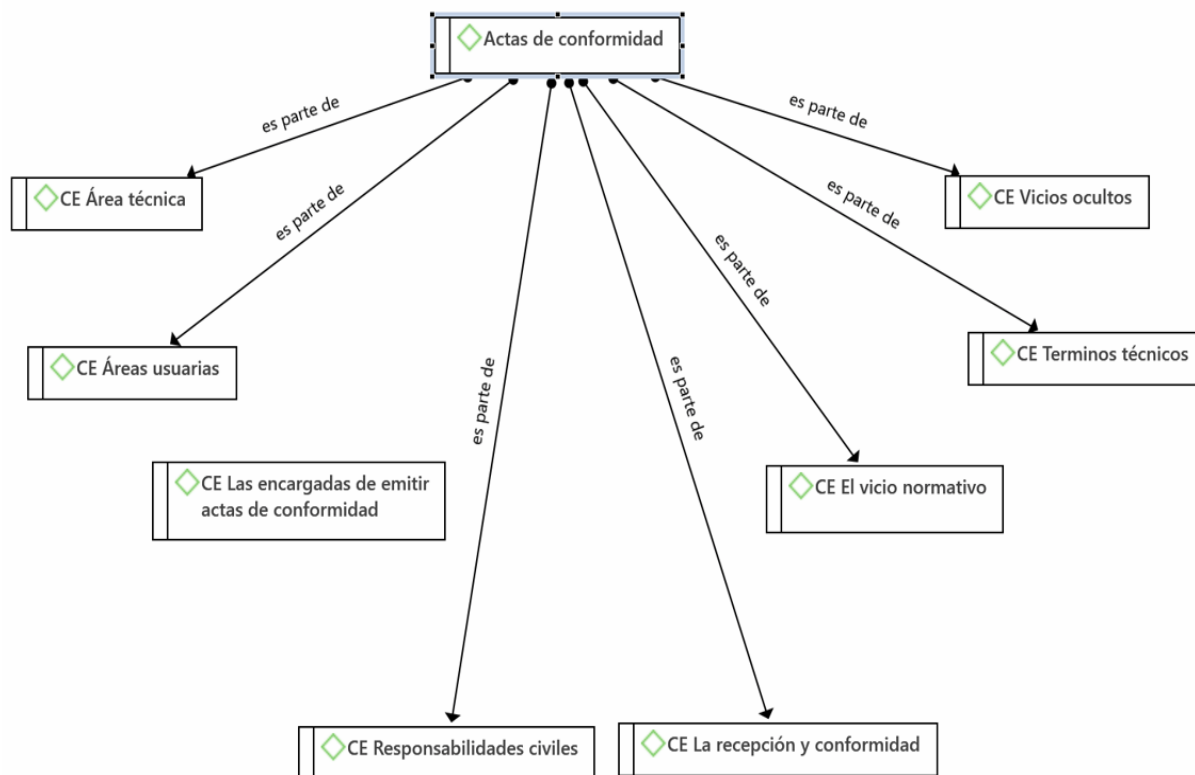 Actas de conformidad
es parte de
es parte de
es parte de
es parte de
es parte de
es parte de
es parte de
CE Área técnica
CE Vicios ocultos
CE Áreas usuarias
CE Terminos técnicos
CE Las encargadas de emitir
actas de conformidad
CE El vicio normativo
CE Responsabilidades civiles
CE La recepción y conformidad